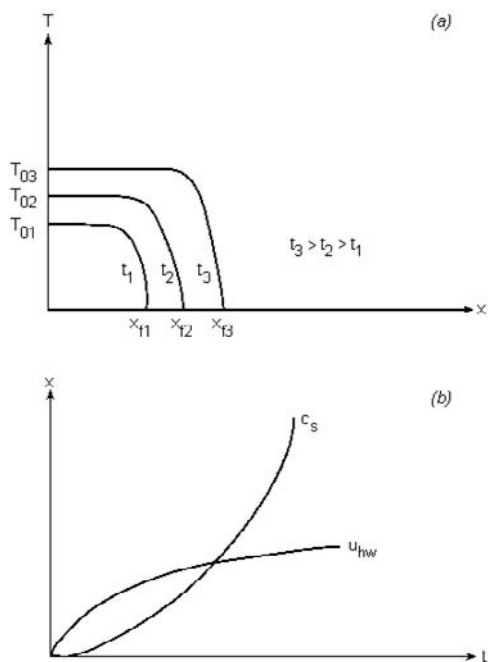 T (a)
T03
T02
T01
t3 > t2 > t1
t1 t2 t3
x
xf1 xf2 xf3
x (b)
cs
uhw
t